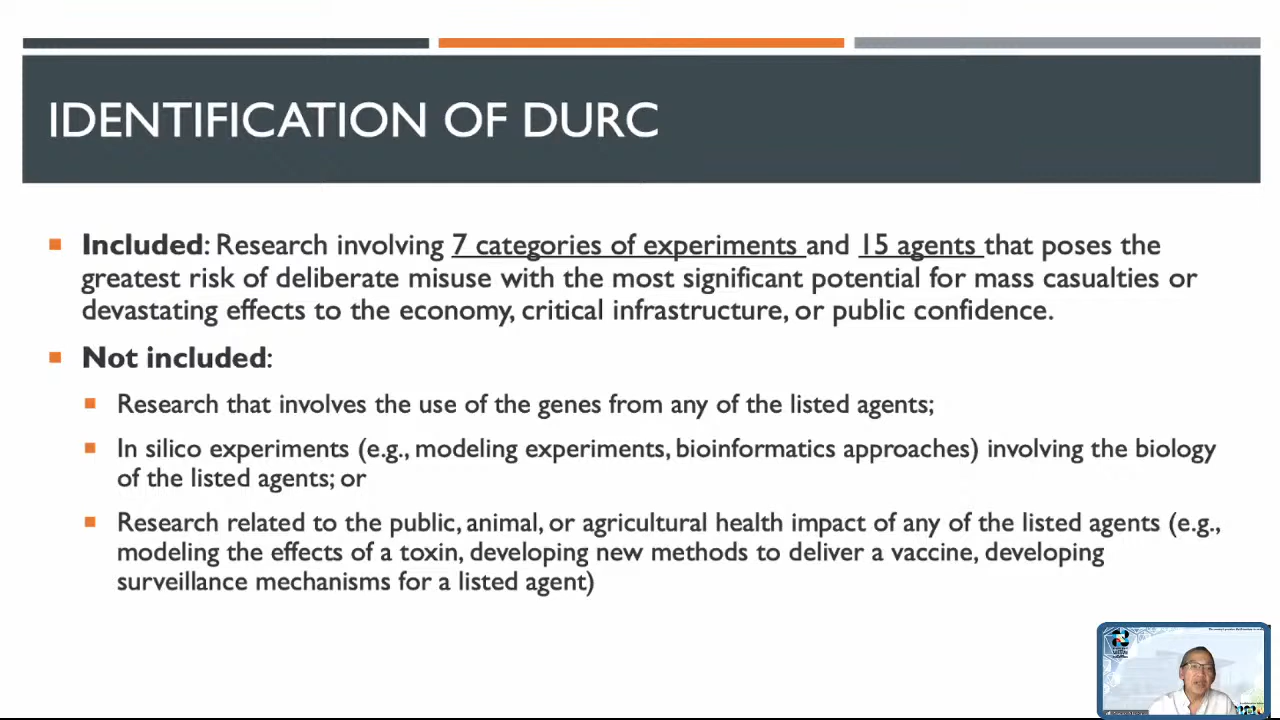 IDENTIFICATION OF DURC
Included: Research involving 7 categories of experiments and 15 agents that poses the
greatest risk of deliberate misuse with the most significant potential for mass casualties or
devastating effects to the economy, critical infrastructure, or public confidence.
Not included:
Research that involves the use of the genes from any of the listed agents;
In silico experiments (e.g., modeling experiments, bioinformatics approaches) involving the biology
of the listed agents; or
Research related to the public, animal, or agricultural health impact of any of the listed agents (e.g.,
modeling the effects of a toxin, developing new methods to deliver a vaccine, developing
surveillance mechanisms for a listed agent)